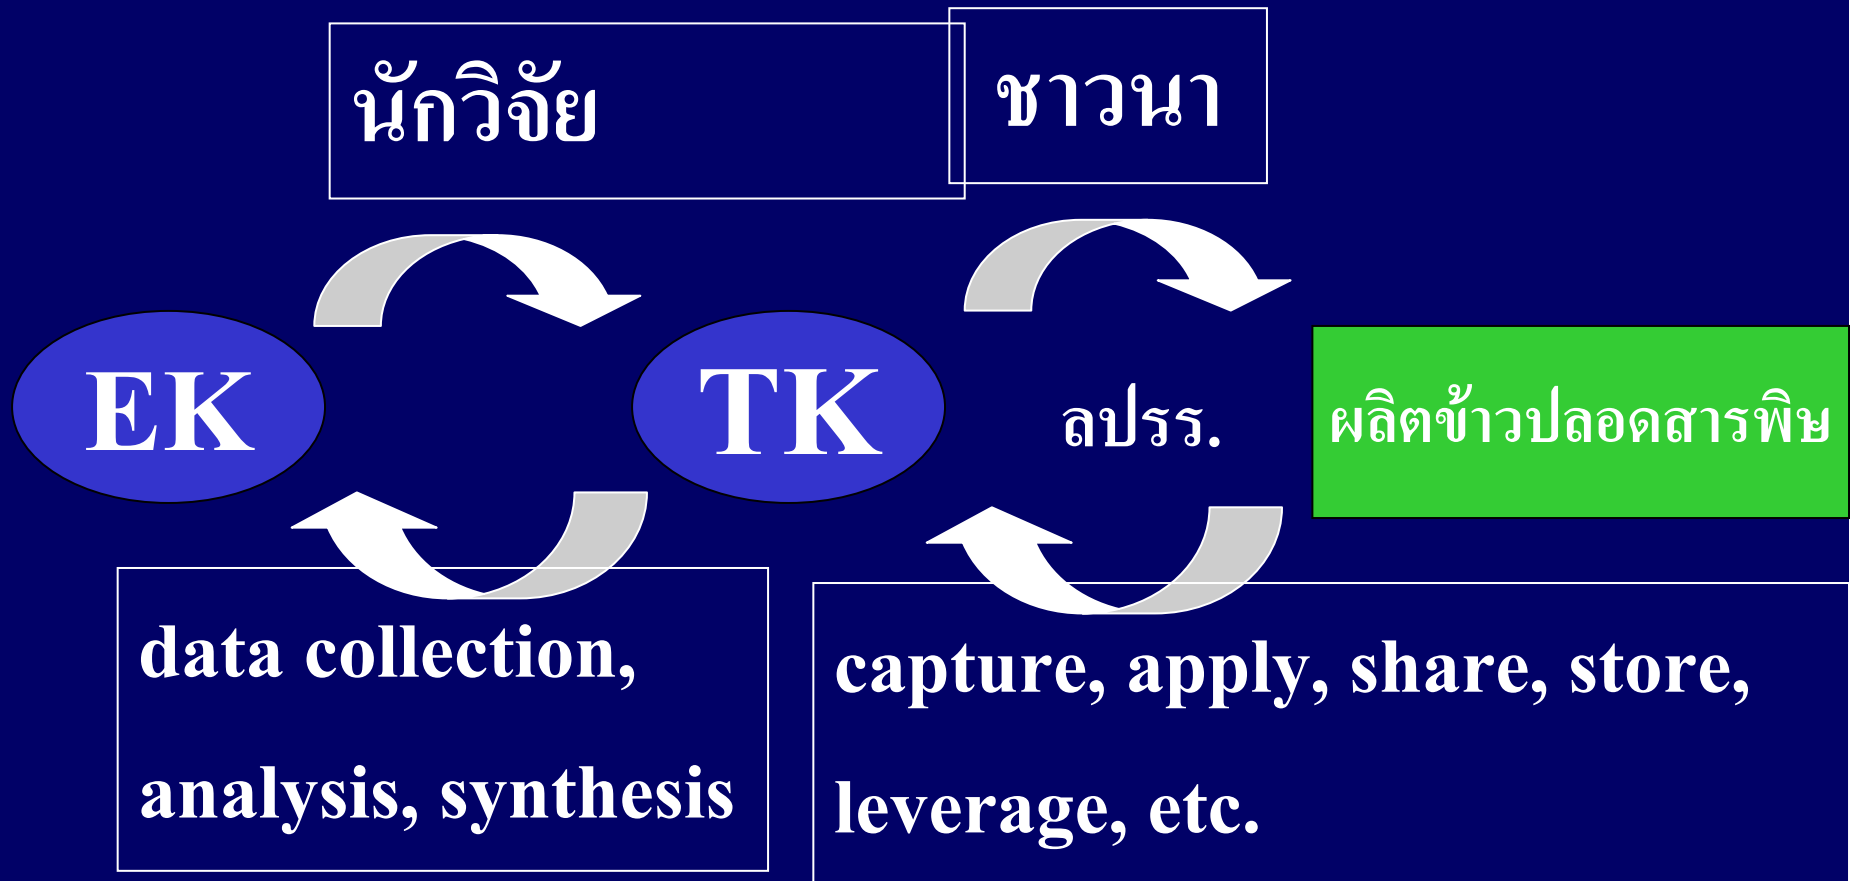 นักวิจัย
ชาวนา
EK
TK
ลปรร.
ผลิตข้าวปลอดสารพิษ
data collection,
analysis, synthesis
capture, apply, share, store,
leverage, etc.